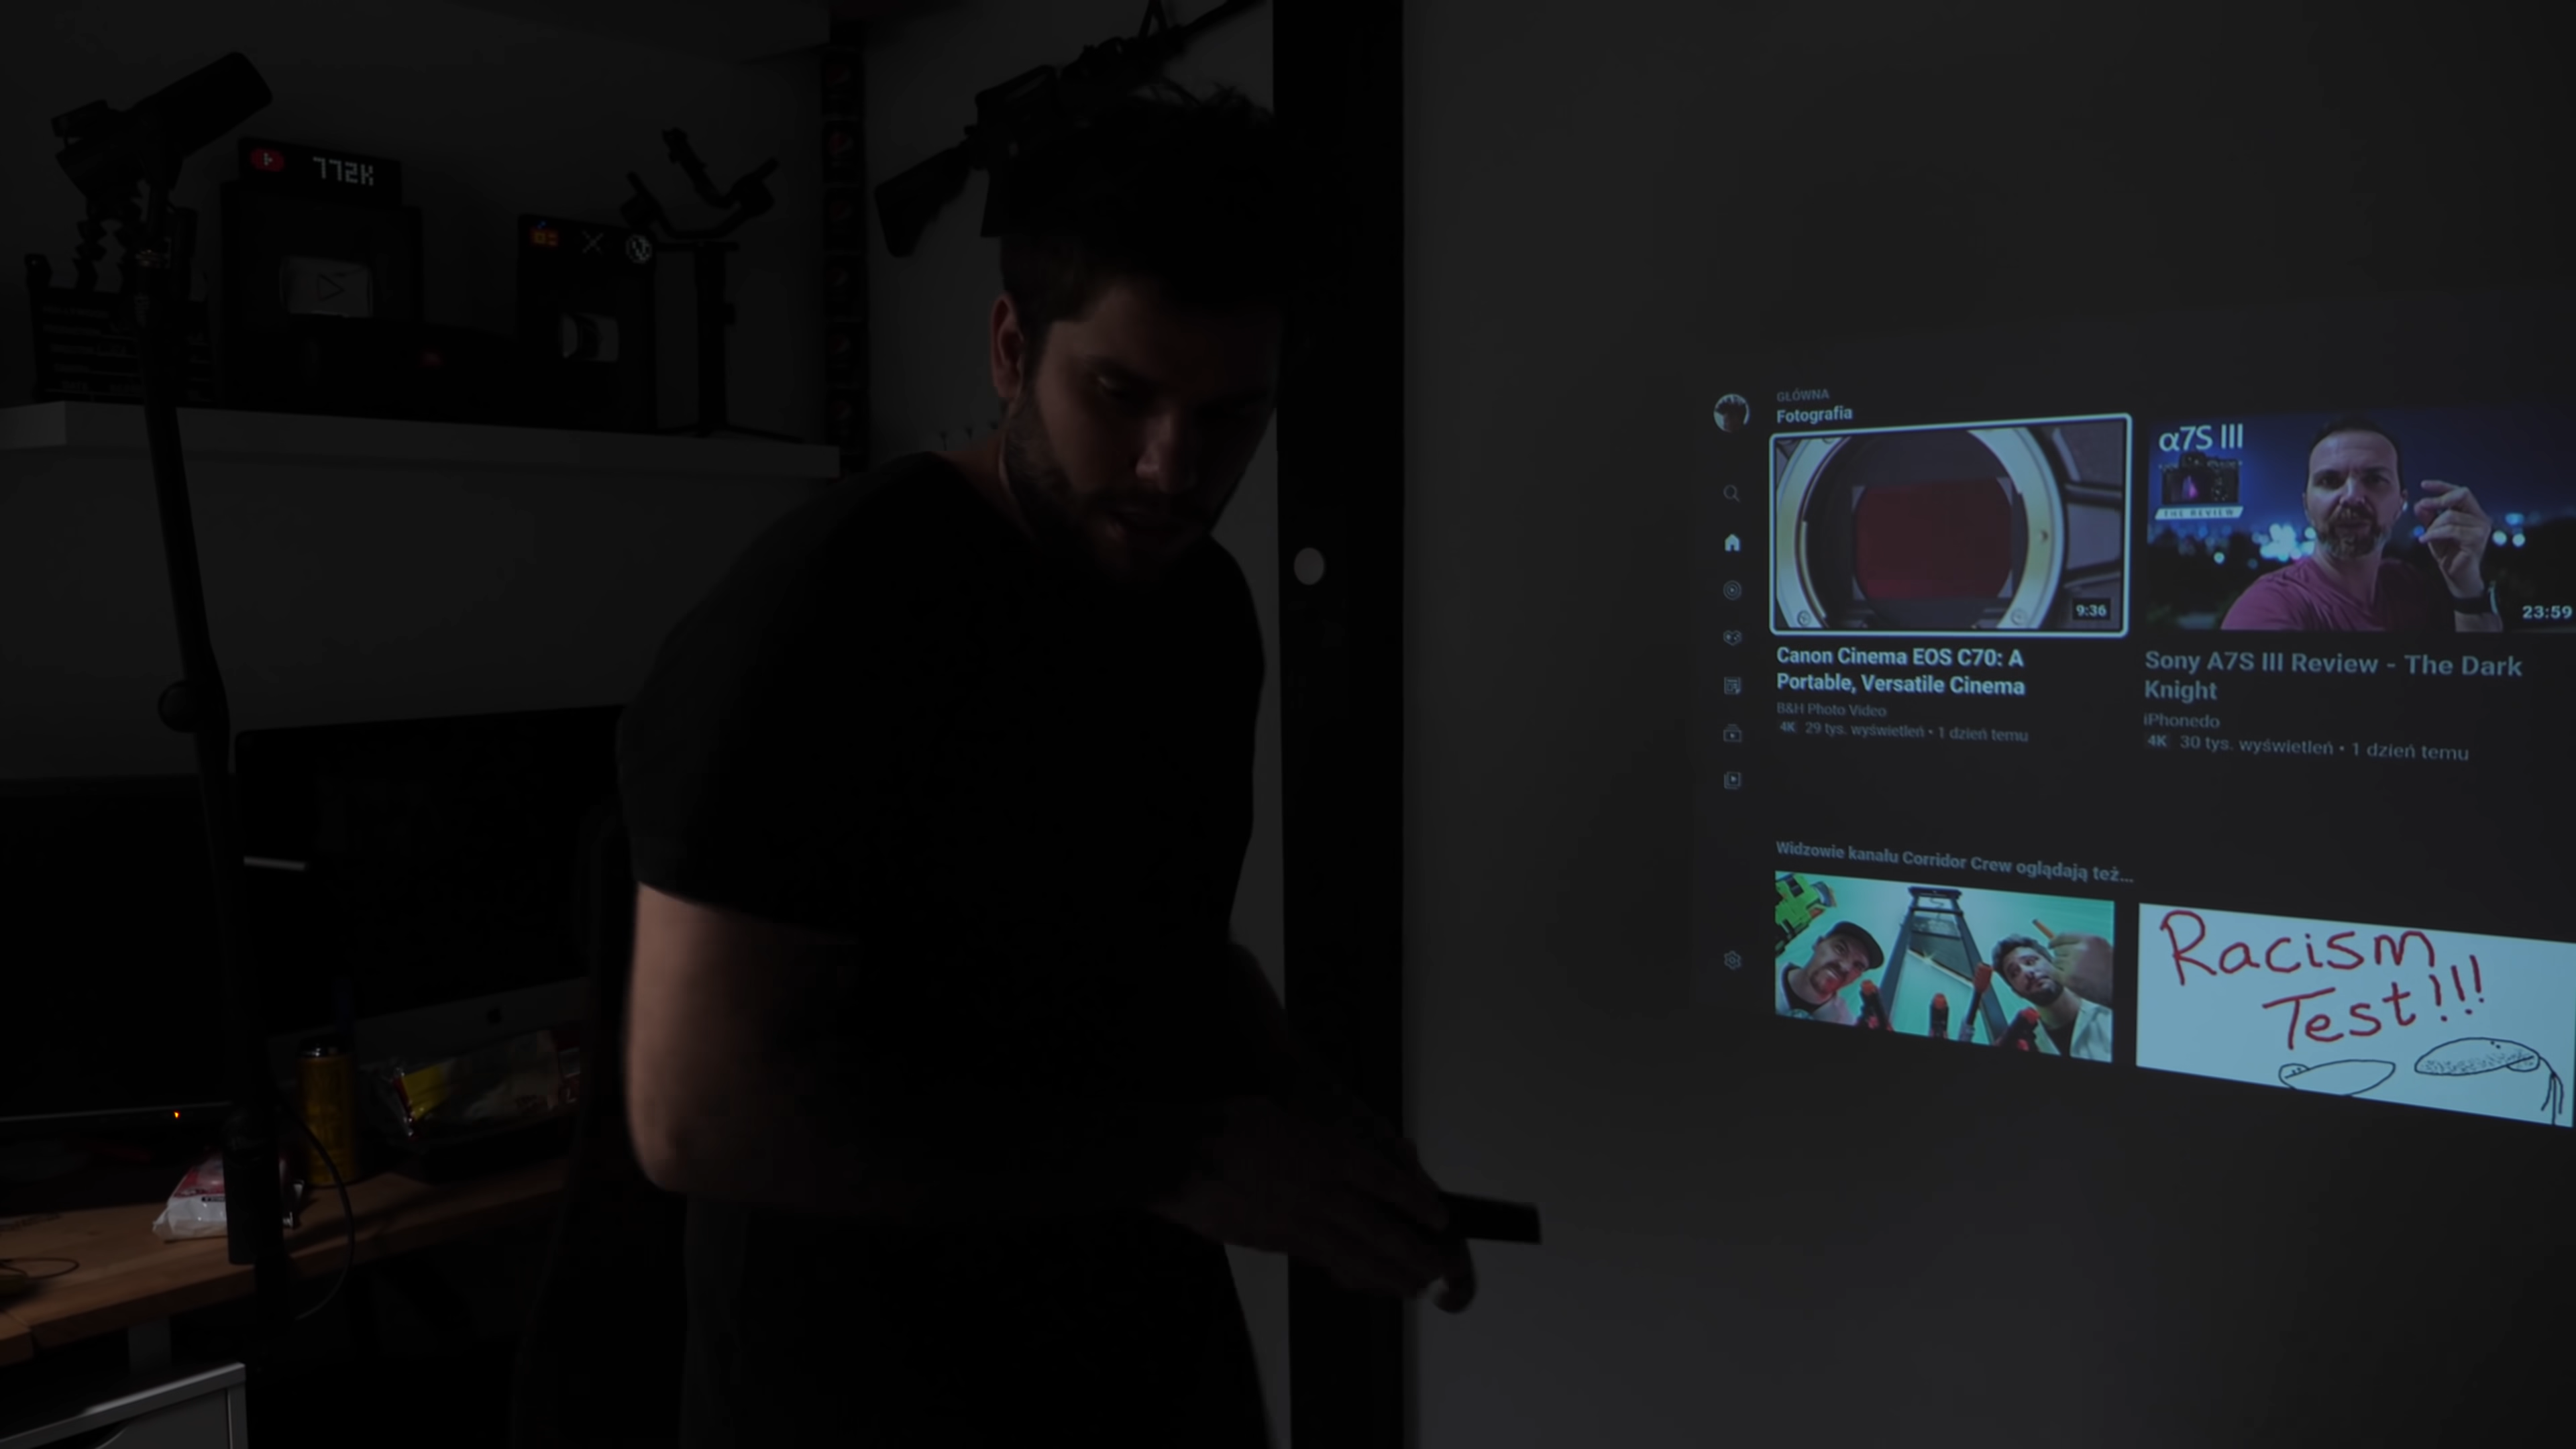 772K
GŁÓWNA
Fotografia
α7S III
THE REVIEW
9:36
23:59
Canon Cinema EOS C70: A
Portable, Versatile Cinema
B&H Photo Video
4K 29 tys. wyświetleń • 1 dzień temu
Sony A7S III Review - The Dark
Knight
iPhonedo
4K 30 tys. wyświetleń • 1 dzień temu
Widzowie kanału Corridor Crew oglądają też...
Racism
Test!!!